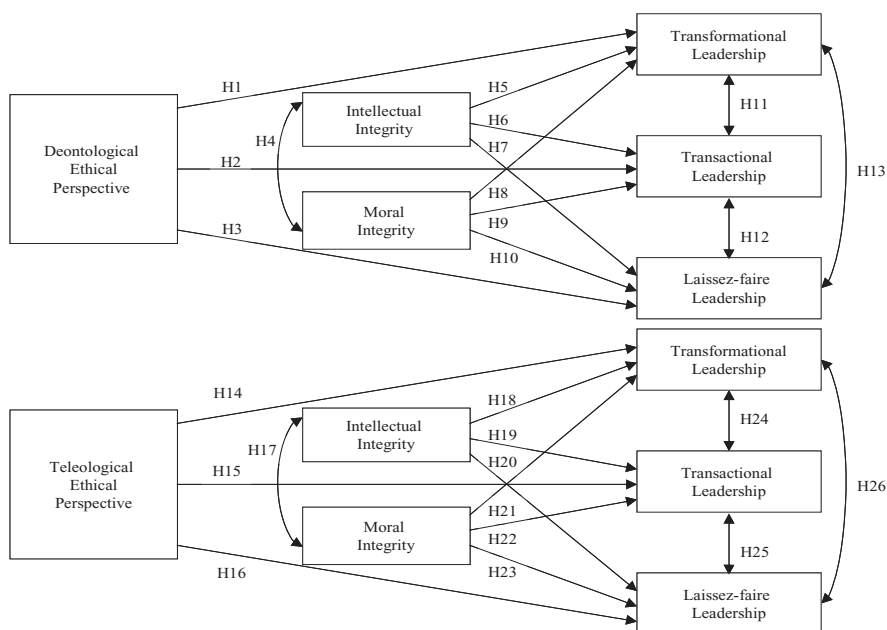 Transformational
Leadership
H1
H5
Intellectual
Integrity
H6
H11
H4
H7
Deontological
Ethical
Perspective
H2
Transactional
Leadership
H13
H8
Moral
Integrity
H9
H3
H12
H10
Laissez-faire
Leadership
Transformational
Leadership
H14
H18
Intellectual
Integrity
H19
H24
H17
H20
Teleological
Ethical
Perspective
H15
Transactional
Leadership
H26
H21
Moral
Integrity
H22
H25
H16
H23
Laissez-faire
Leadership